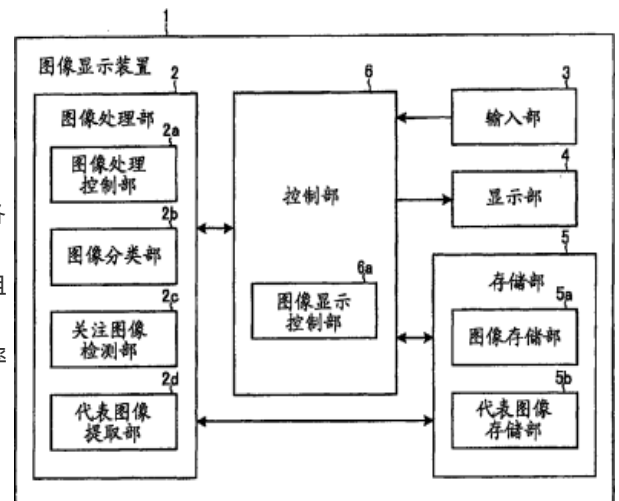 1
图像显示装置
2
图像处理部
2a
图像处理
控制部
2b
图像分类部
2c
关注图像
检测部
2d
代表图像
提取部
6
控制部
6a
图像显示
控制部
3
输入部
4
显示部
5
存储部
5a
图像存储部
5b
代表图像
存储部